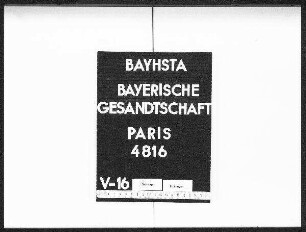 BAYHSTA
BAYERISCHE
GESANDTSCHAFT
PARIS
4816
V-16